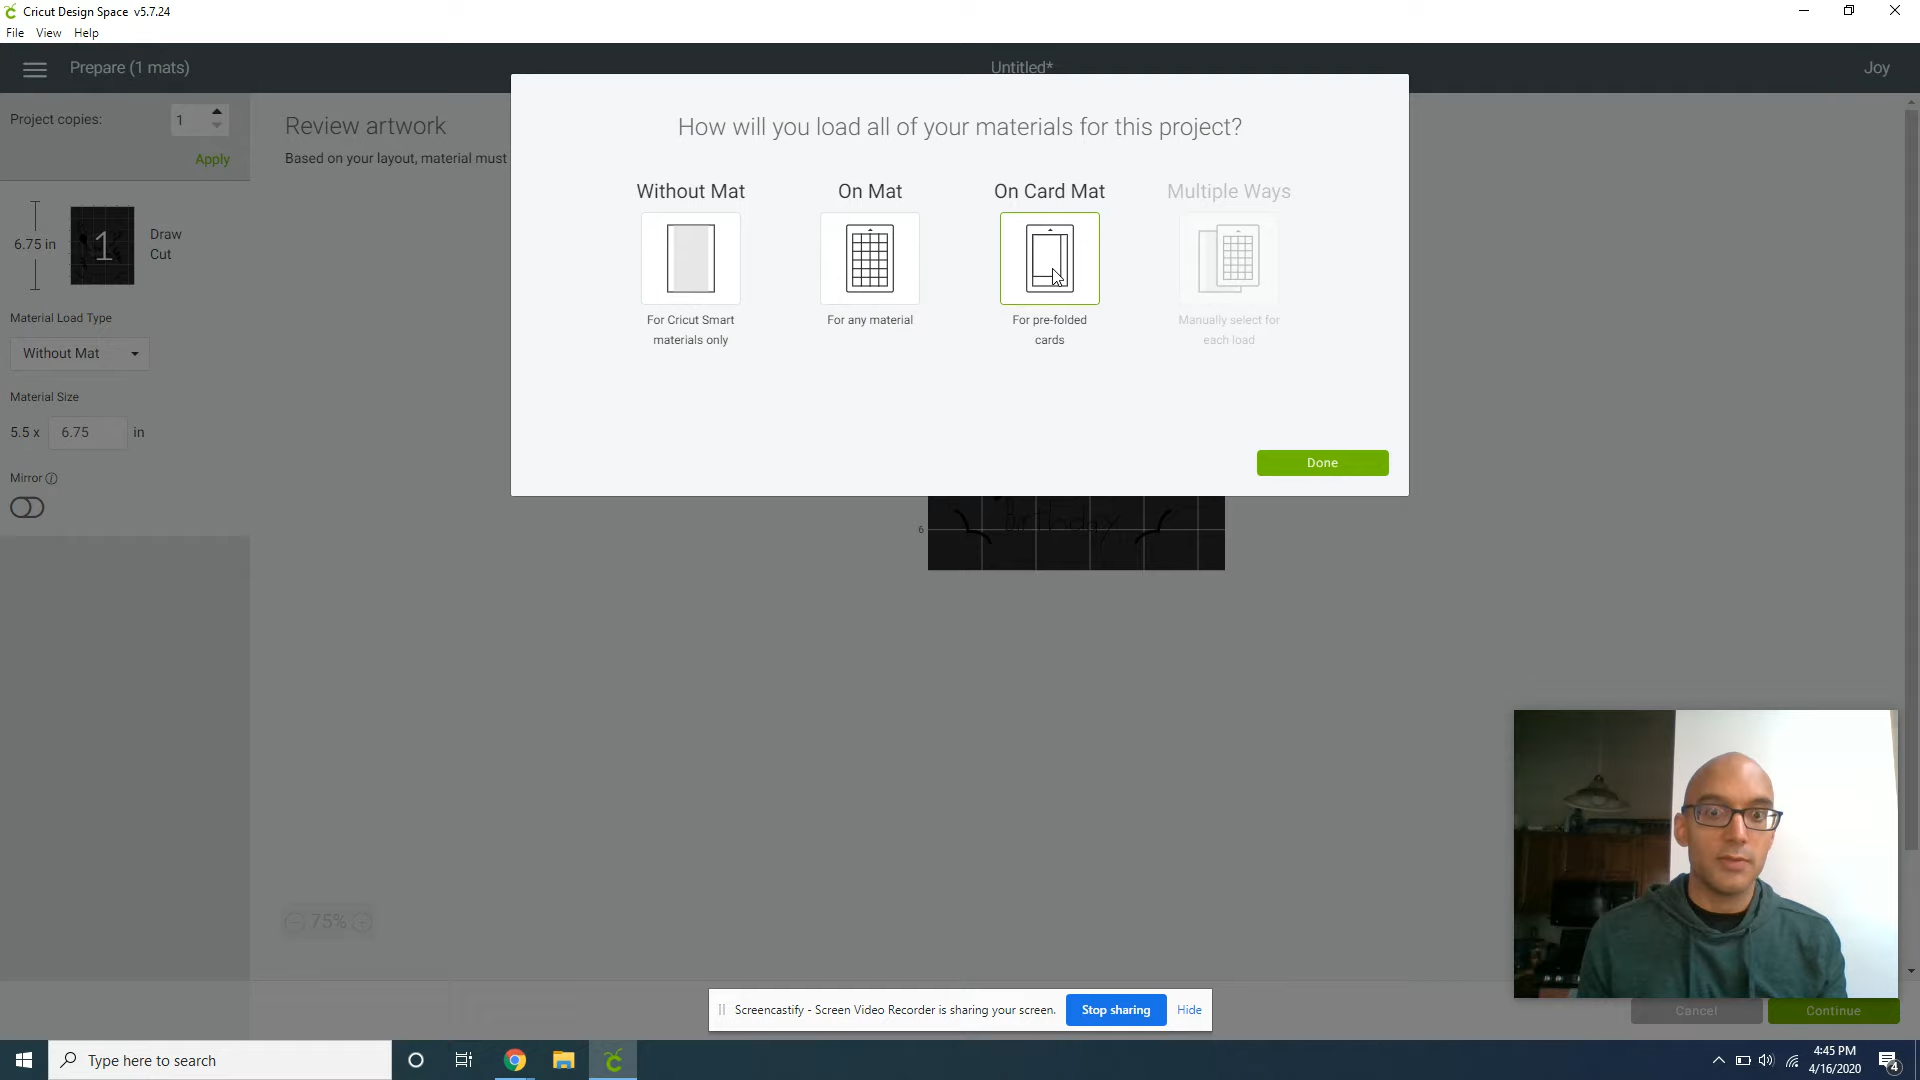 Cricut Design Space v5.7.24
File View Help
Prepare (1 mats)
Untitled*
Joy
Project copies:
1
Apply
Review artwork
Based on your layout, material must
How will you load all of your materials for this project?
Without Mat
On Mat
On Card Mat
Multiple Ways
For Cricut Smart
materials only
For any material
For pre-folded
cards
Manually select for
each load
Done
6.75 in
1
Draw
Cut
Material Load Type
Without Mat
Material Size
5.5 x 6.75 in
Mirror
6
Birthday
75%
Screencastify - Screen Video Recorder is sharing your screen.
Stop sharing
Hide
Cancel
Continue
Type here to search
4:45 PM
4/16/2020
4